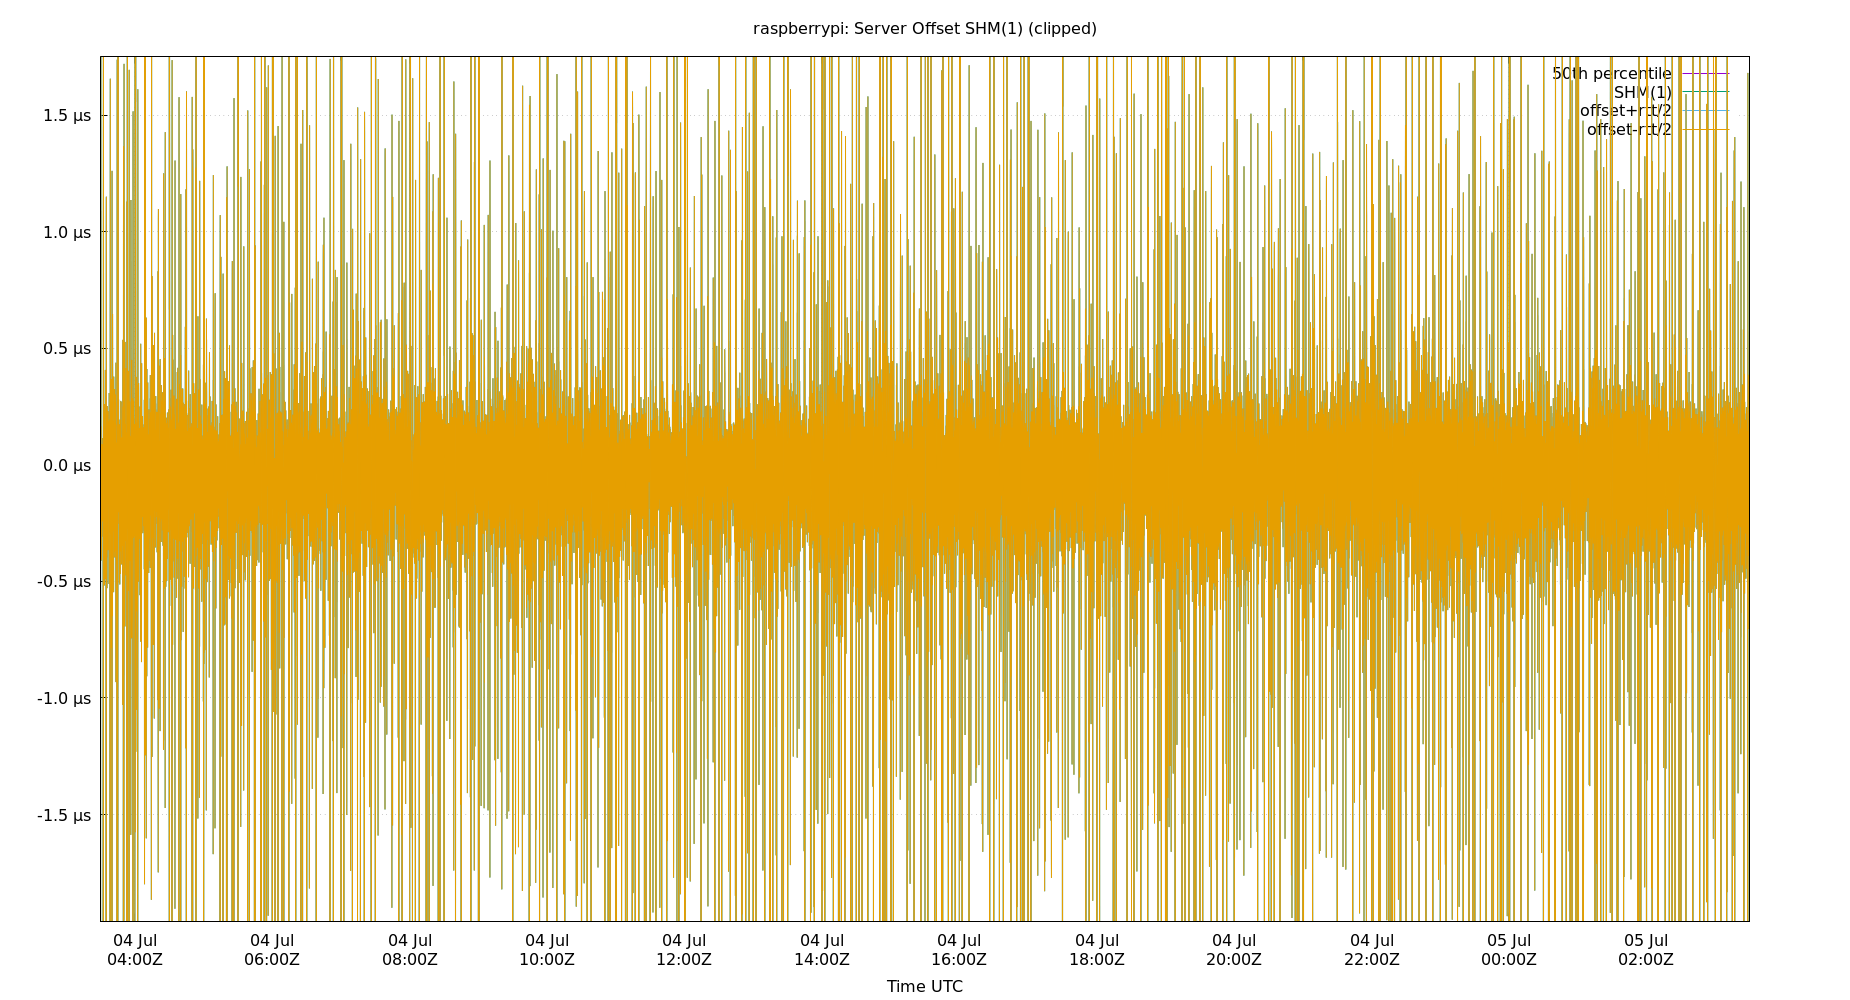 raspberrypi: Server Offset SHM(1) (clipped)
50th percentile
SHM(1)
offset+rtt/2
offset-rtt/2
1.5 µs
1.0 µs
0.5 µs
0.0 µs
-0.5 µs
-1.0 µs
-1.5 µs
04 Jul 04 Jul 04 Jul 04 Jul 04 Jul 04 Jul 04 Jul 04 Jul 04 Jul 04 Jul 05 Jul 05 Jul
04:00Z 06:00Z 08:00Z 10:00Z 12:00Z 14:00Z 16:00Z 18:00Z 20:00Z 22:00Z 00:00Z 02:00Z
Time UTC